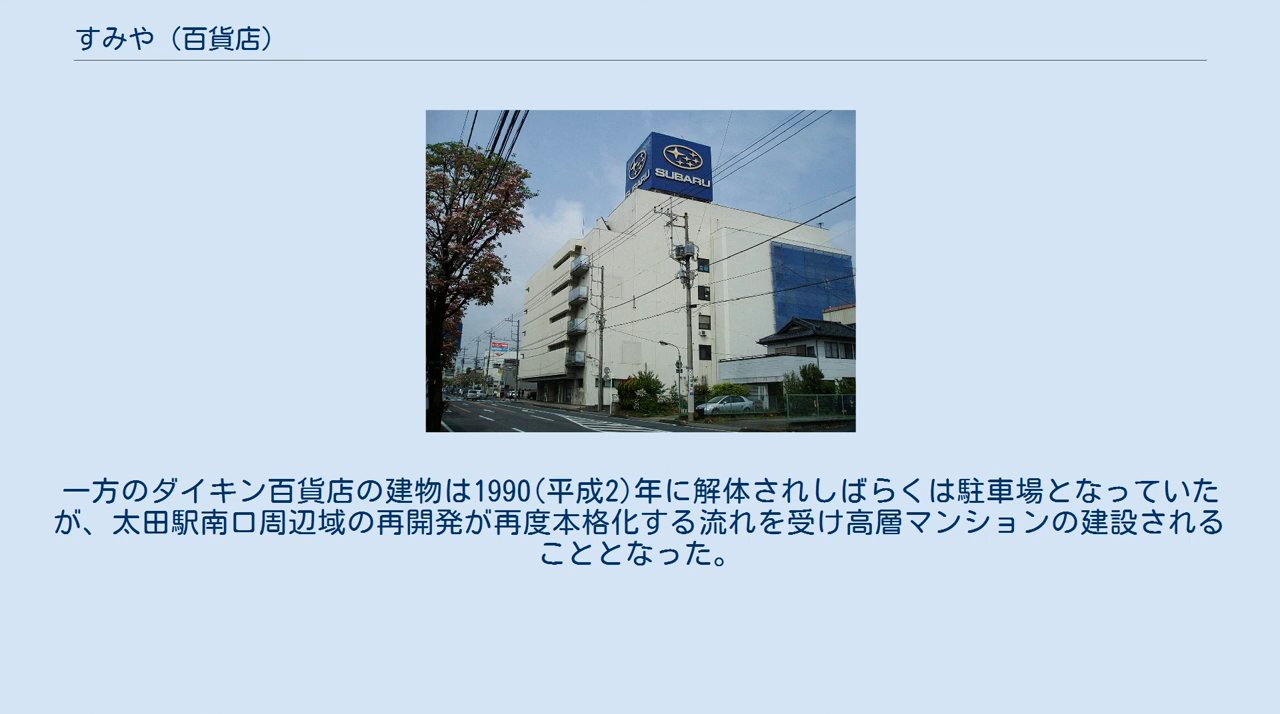 すみや（百貨店）
SUBARU
SUBARU
一方のダイキン百貨店の建物は1990(平成2)年に解体されしばらくは駐車場となっていた
が、太田駅南口周辺域の再開発が再度本格化する流れを受け高層マンションの建設される
こととなった。